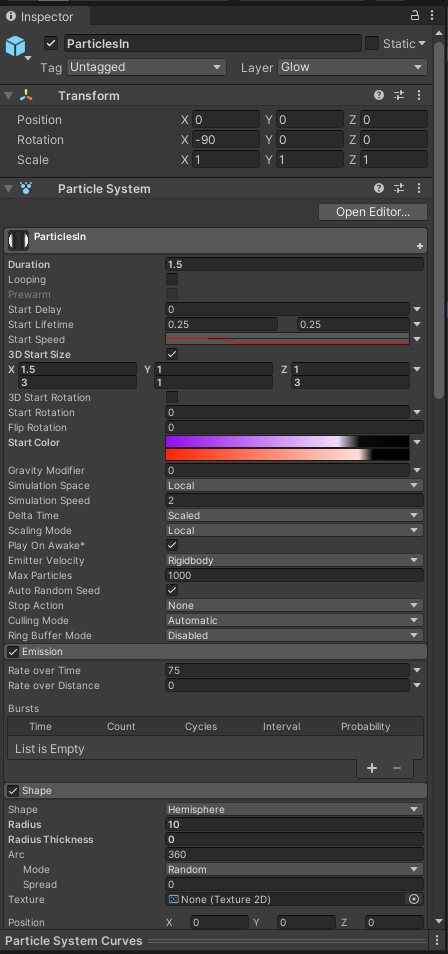 Inspector
ParticlesIn Static
Tag Untagged Layer Glow
Transform
Position X 0 Y 0 Z 0
Rotation X -90 Y 0 Z 0
Scale X 1 Y 1 Z 1
Particle System
Open Editor...
ParticlesIn
Duration 1.5
Looping
Prewarm
Start Delay 0
Start Lifetime 0.25 0.25
Start Speed
3D Start Size
X 1.5 Y 1 Z 1
3 1 3
3D Start Rotation
Start Rotation 0
Flip Rotation 0
Start Color
Gravity Modifier 0
Simulation Space Local
Simulation Speed 2
Delta Time Scaled
Scaling Mode Local
Play On Awake*
Emitter Velocity Rigidbody
Max Particles 1000
Auto Random Seed
Stop Action None
Culling Mode Automatic
Ring Buffer Mode Disabled
Emission
Rate over Time 75
Rate over Distance 0
Bursts
Time Count Cycles Interval Probability
List is Empty
+ −
Shape
Shape Hemisphere
Radius 10
Radius Thickness 0
Arc 360
Mode Random
Spread 0
Texture None (Texture 2D)
Position X 0 Y 0 Z 0
Particle System Curves